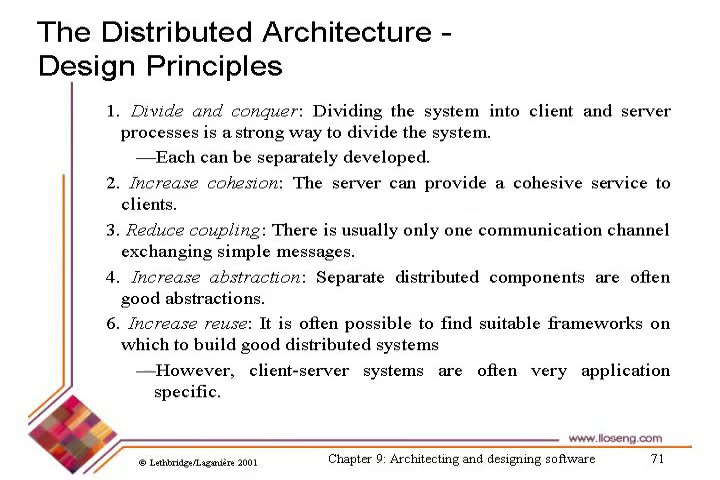 The Distributed Architecture -
Design Principles
1. Divide and conquer: Dividing the system into client and server
processes is a strong way to divide the system.
—Each can be separately developed.
2. Increase cohesion: The server can provide a cohesive service to
clients.
3. Reduce coupling: There is usually only one communication channel
exchanging simple messages.
4. Increase abstraction: Separate distributed components are often
good abstractions.
6. Increase reuse: It is often possible to find suitable frameworks on
which to build good distributed systems
—However, client-server systems are often very application
specific.
www.lloseng.com
© Lethbridge/Laganière 2001
Chapter 9: Architecting and designing software
71